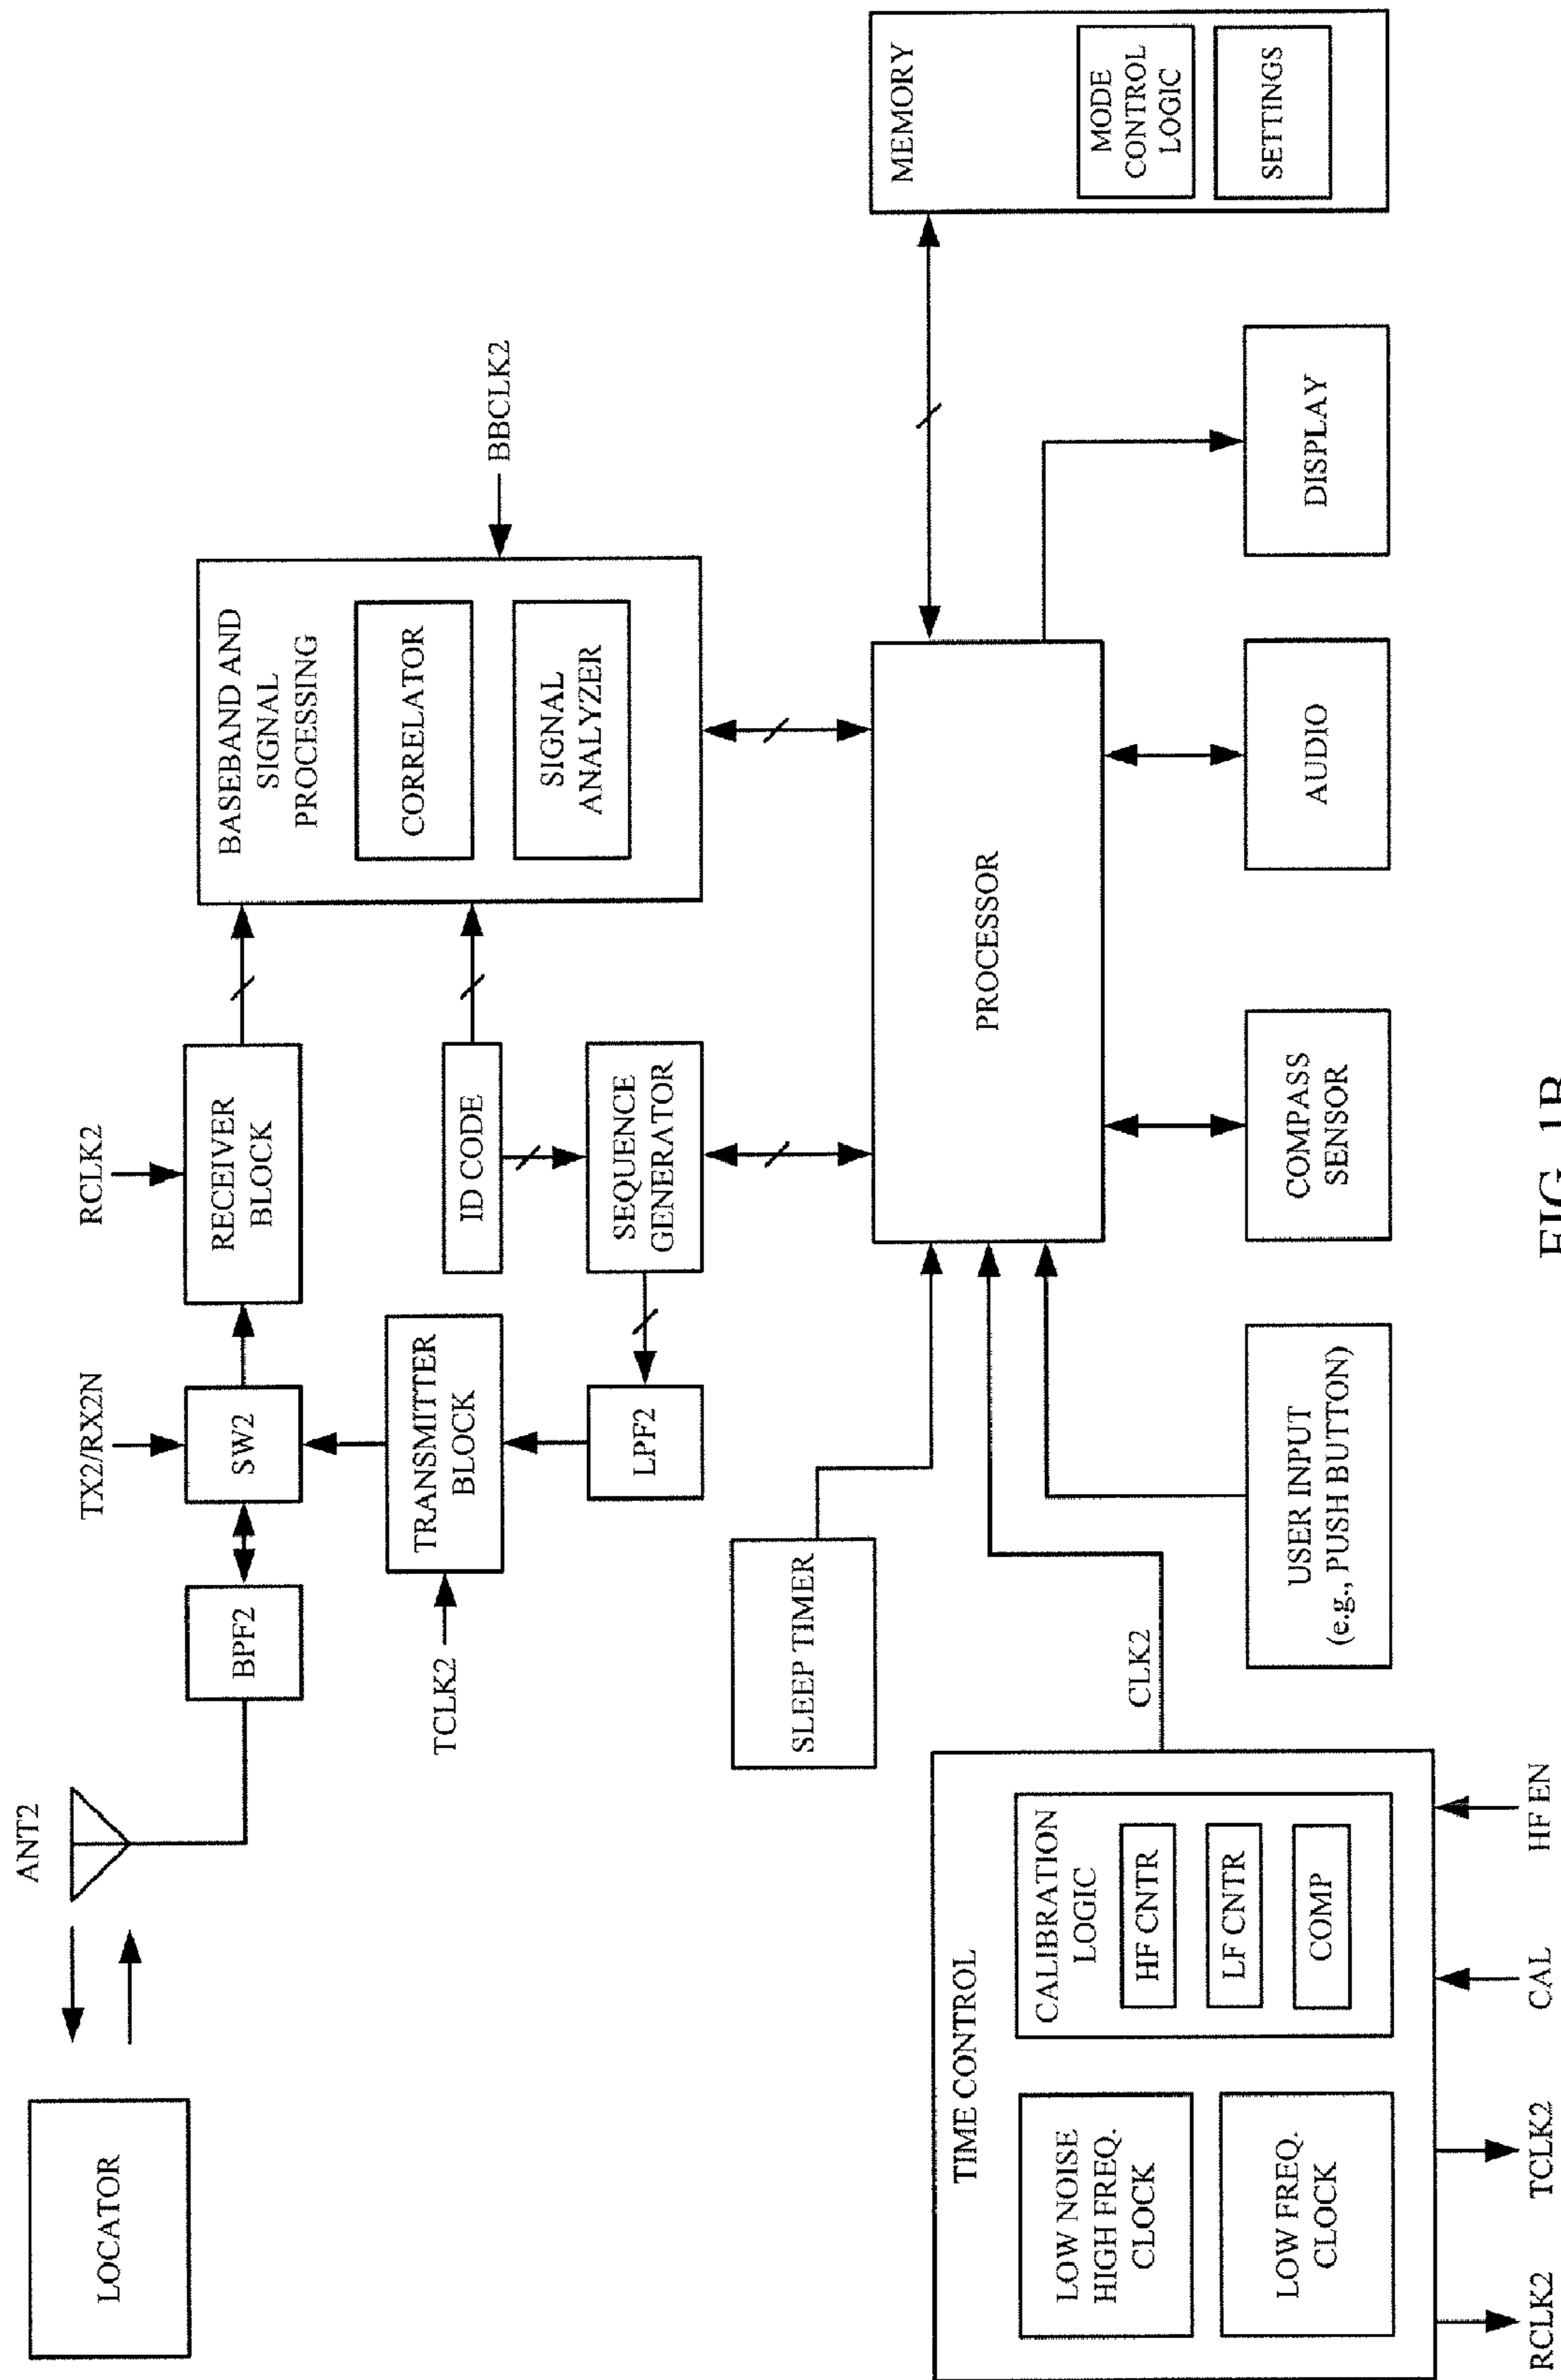 LOCATOR
ANT2
BPF2
TX2/RX2N
SW2
RCLK2
RECEIVER
BLOCK
BASEBAND AND
SIGNAL
PROCESSING
CORRELATOR
SIGNAL
ANALYZER
BBCLK2
TCLK2
TRANSMITTER
BLOCK
ID CODE
LPF2
SEQUENCE
GENERATOR
SLEEP TIMER
PROCESSOR
MEMORY
MODE
CONTROL
LOGIC
SETTINGS
TIME CONTROL
LOW NOISE
HIGH FREQ.
CLOCK
LOW FREQ.
CLOCK
CALIBRATION
LOGIC
HF CNTR
LF CNTR
COMP
CLK2
USER INPUT
(e.g., PUSH BUTTON)
COMPASS
SENSOR
AUDIO
DISPLAY
RCLK2
TCLK2
CAL
HF EN
FIG. 1B